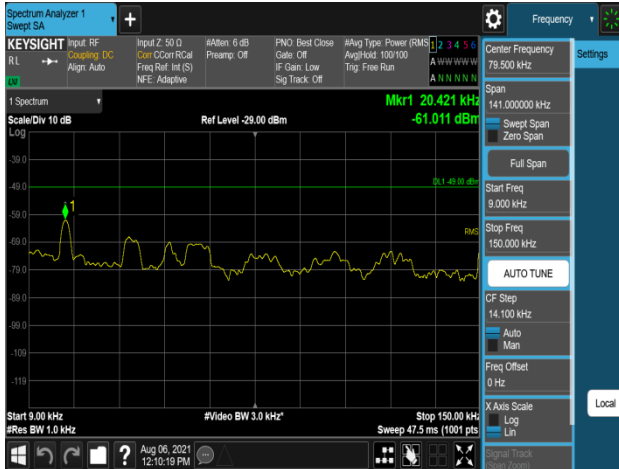 Spectrum Analyzer 1
Swept SA
+
Frequency
KEYSIGHT
RL
LU
Input: RF
Coupling: DC
Align: Auto
Input Z: 50 Ω
Corr CCorr RCal
Freq Ref: Int (S)
NFE: Adaptive
#Atten: 6 dB
Preamp: Off
PNO: Best Close
Gate: Off
IF Gain: Low
Sig Track: Off
#Avg Type: Power (RMS
Avg|Hold: 100/100
Trig: Free Run
1 2 3 4 5 6
A W W W W W
A N N N N N
1 Spectrum
Scale/Div 10 dB
Ref Level -29.00 dBm
Mkr1 20.421 kHz
-61.011 dBm
Log
-39.0
-49.0
-59.0
-69.0
-79.0
-89.0
-99.0
-109
-119
DL1 -49.00 dBm
1
RMS
Start 9.00 kHz
#Res BW 1.0 kHz
#Video BW 3.0 kHz*
Stop 150.00 kHz
Sweep 47.5 ms (1001 pts
?
Aug 06, 2021
12:10:19 PM
Center Frequency
79.500 kHz
Settings
Span
141.000000 kHz
Swept Span
Zero Span
Full Span
Start Freq
9.000 kHz
Stop Freq
150.000 kHz
AUTO TUNE
CF Step
14.100 kHz
Auto
Man
Freq Offset
0 Hz
X Axis Scale
Log
Lin
Local
Signal Track
(Span Zoom)